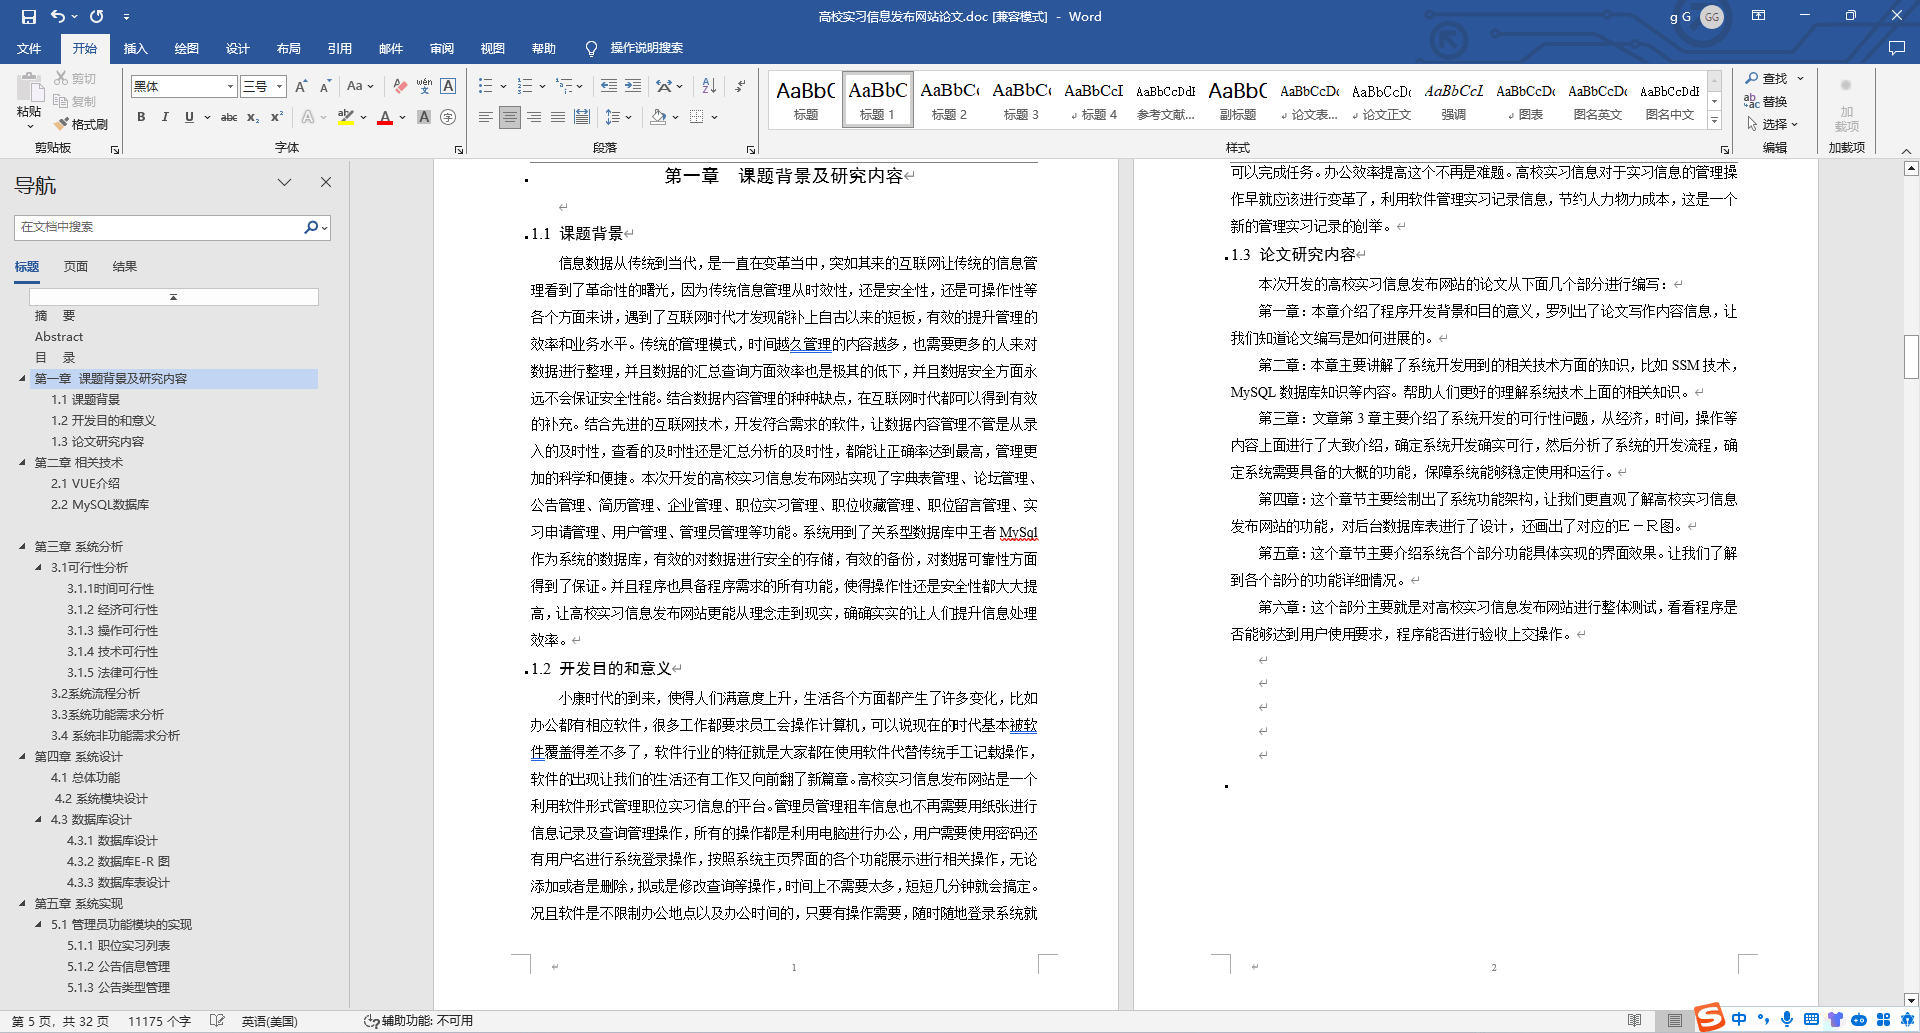 高校实习信息发布网站论文.doc [兼容模式] - Word
g G
GG
文件 开始 插入 绘图 设计 布局 引用 邮件 审阅 视图 帮助 操作说明搜索
粘贴
剪切
复制
格式刷
剪贴板
黑体 三号
字体
段落
AaBbC 标题
AaBbC 标题 1
AaBbC 标题 2
AaBbC 标题 3
AaBbCcI 标题 4
AaBbCcDdI 参考文献...
AaBbC 副标题
AaBbCcDc 论文表...
AaBbCcDc 论文正文
AaBbCcI 强调
AaBbCcDc 图表
AaBbCcDc 图名英文
AaBbCcDdI 图名中文
样式
查找
替换
选择
编辑
加载项
加载项
导航
在文档中搜索
标题 页面 结果
摘 要
Abstract
目 录
第一章 课题背景及研究内容
1.1 课题背景
1.2 开发目的和意义
1.3 论文研究内容
第二章 相关技术
2.1 VUE介绍
2.2 MySQL数据库
第三章 系统分析
3.1可行性分析
3.1.1时间可行性
3.1.2 经济可行性
3.1.3 操作可行性
3.1.4 技术可行性
3.1.5 法律可行性
3.2系统流程分析
3.3系统功能需求分析
3.4 系统非功能需求分析
第四章 系统设计
4.1 总体功能
4.2 系统模块设计
4.3 数据库设计
4.3.1 数据库设计
4.3.2 数据库E-R 图
4.3.3 数据库表设计
第五章 系统实现
5.1 管理员功能模块的实现
5.1.1 职位实习列表
5.1.2 公告信息管理
5.1.3 公告类型管理
第一章 课题背景及研究内容
1.1 课题背景
信息数据从传统到当代，是一直在变革当中，突如其来的互联网让传统的信息管
理看到了革命性的曙光，因为传统信息管理从时效性，还是安全性，还是可操作性等
各个方面来讲，遇到了互联网时代才发现能补上自古以来的短板，有效的提升管理的
效率和业务水平。传统的管理模式，时间越久管理的内容越多，也需要更多的人来对
数据进行整理，并且数据的汇总查询方面效率也是极其的低下，并且数据安全方面永
远不会保证安全性能。结合数据内容管理的种种缺点，在互联网时代都可以得到有效
的补充。结合先进的互联网技术，开发符合需求的软件，让数据内容管理不管是从录
入的及时性，查看的及时性还是汇总分析的及时性，都能让正确率达到最高，管理更
加的科学和便捷。本次开发的高校实习信息发布网站实现了字典表管理、论坛管理、
公告管理、简历管理、企业管理、职位实习管理、职位收藏管理、职位留言管理、实
习申请管理、用户管理、管理员管理等功能。系统用到了关系型数据库中王者 MySql
作为系统的数据库，有效的对数据进行安全的存储，有效的备份，对数据可靠性方面
得到了保证。并且程序也具备程序需求的所有功能，使得操作性还是安全性都大大提
高，让高校实习信息发布网站更能从理念走到现实，确确实实的让人们提升信息处理
效率。
1.2 开发目的和意义
小康时代的到来，使得人们满意度上升，生活各个方面都产生了许多变化，比如
办公都有相应软件，很多工作都要求员工会操作计算机，可以说现在的时代基本被软
件覆盖得差不多了，软件行业的特征就是大家都在使用软件代替传统手工记载操作，
软件的出现让我们的生活还有工作又向前翻了新篇章。高校实习信息发布网站是一个
利用软件形式管理职位实习信息的平台。管理员管理租车信息也不再需要用纸张进行
信息记录及查询管理操作，所有的操作都是利用电脑进行办公，用户需要使用密码还
有用户名进行系统登录操作，按照系统主页界面的各个功能展示进行相关操作，无论
添加或者是删除，拟或是修改查询等操作，时间上不需要太多，短短几分钟就会搞定。
况且软件是不限制办公地点以及办公时间的，只要有操作需要，随时随地登录系统就
1
可以完成任务。办公效率提高这个不再是难题。高校实习信息对于实习信息的管理操
作早就应该进行变革了，利用软件管理实习记录信息，节约人力物力成本，这是一个
新的管理实习记录的创举。
1.3 论文研究内容
本次开发的高校实习信息发布网站的论文从下面几个部分进行编写：
第一章：本章介绍了程序开发背景和目的意义，罗列出了论文写作内容信息，让
我们知道论文编写是如何进展的。
第二章：本章主要讲解了系统开发用到的相关技术方面的知识，比如 SSM 技术，
MySQL 数据库知识等内容。帮助人们更好的理解系统技术上面的相关知识。
第三章：文章第 3 章主要介绍了系统开发的可行性问题，从经济，时间，操作等
内容上面进行了大致介绍，确定系统开发确实可行，然后分析了系统的开发流程，确
定系统需要具备的大概的功能，保障系统能够稳定使用和运行。
第四章：这个章节主要绘制出了系统功能架构，让我们更直观了解高校实习信息
发布网站的功能，对后台数据库表进行了设计，还画出了对应的Ｅ－Ｒ图。
第五章：这个章节主要介绍系统各个部分功能具体实现的界面效果。让我们了解
到各个部分的功能详细情况。
第六章：这个部分主要就是对高校实习信息发布网站进行整体测试，看看程序是
否能够达到用户使用要求，程序能否进行验收上交操作。
2
第 5 页，共 32 页 11175 个字 英语(美国) 辅助功能: 不可用
中